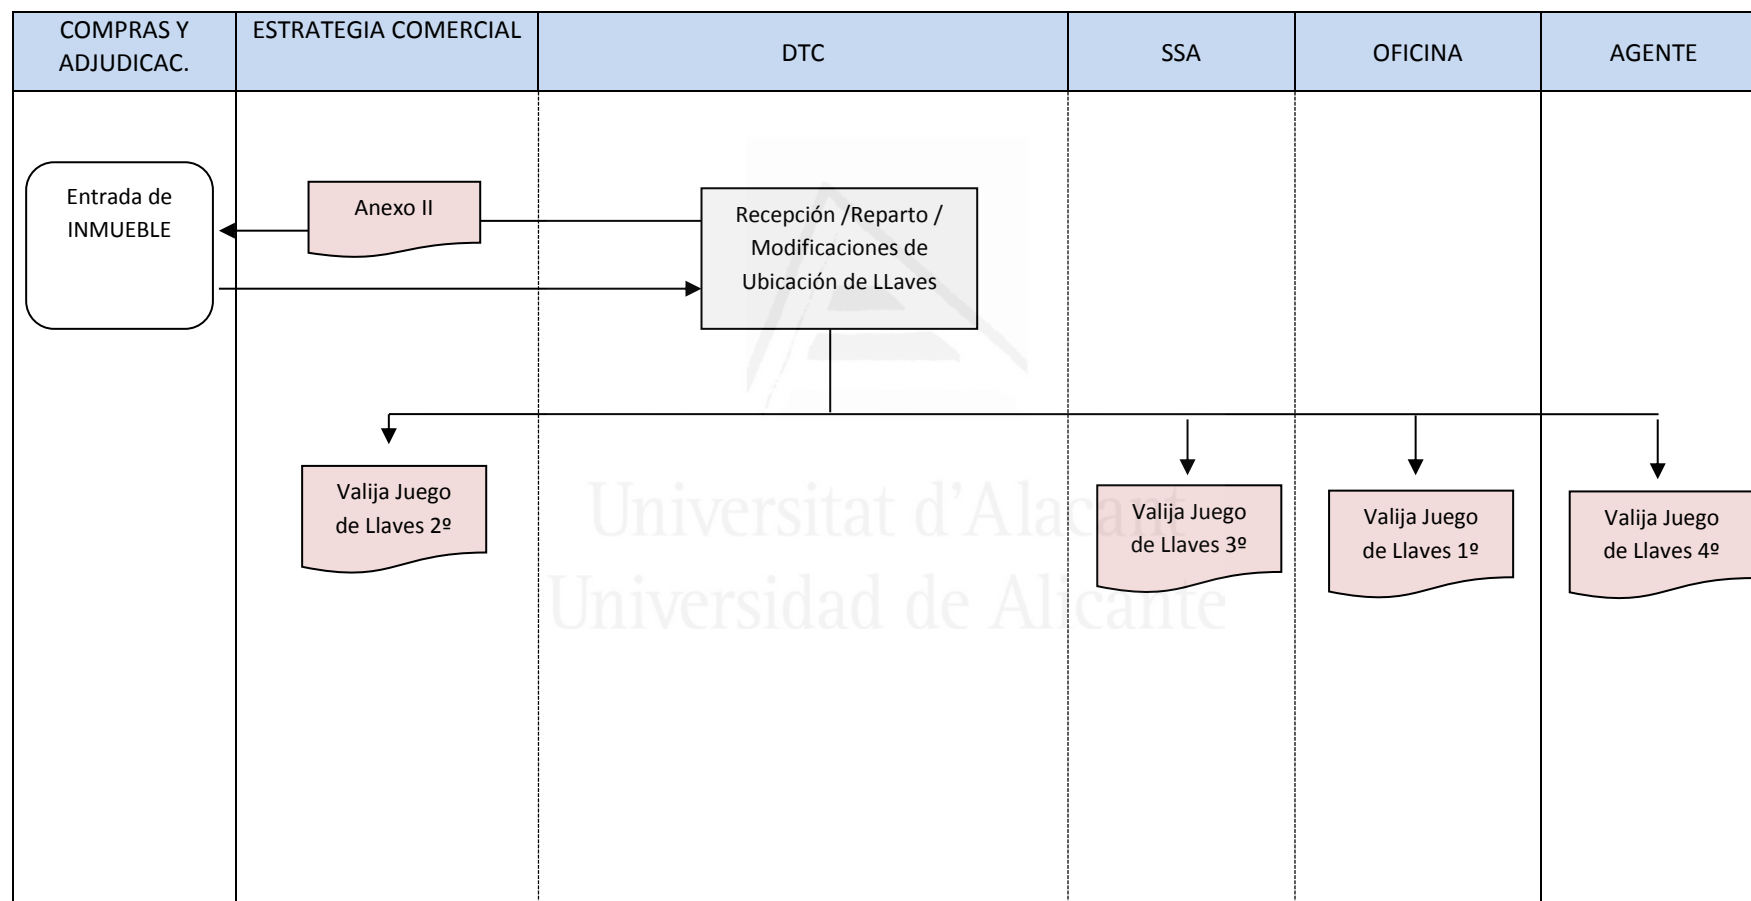 COMPRAS Y
ADJUDICAC.
ESTRATEGIA COMERCIAL
DTC
SSA
OFICINA
AGENTE
Entrada de
INMUEBLE
Anexo II
Recepción /Reparto /
Modificaciones de
Ubicación de LLaves
Valija Juego
de Llaves 2º
Valija Juego
de Llaves 3º
Valija Juego
de Llaves 1º
Valija Juego
de Llaves 4º
Universitat d'Alacant
Universidad de Alicante